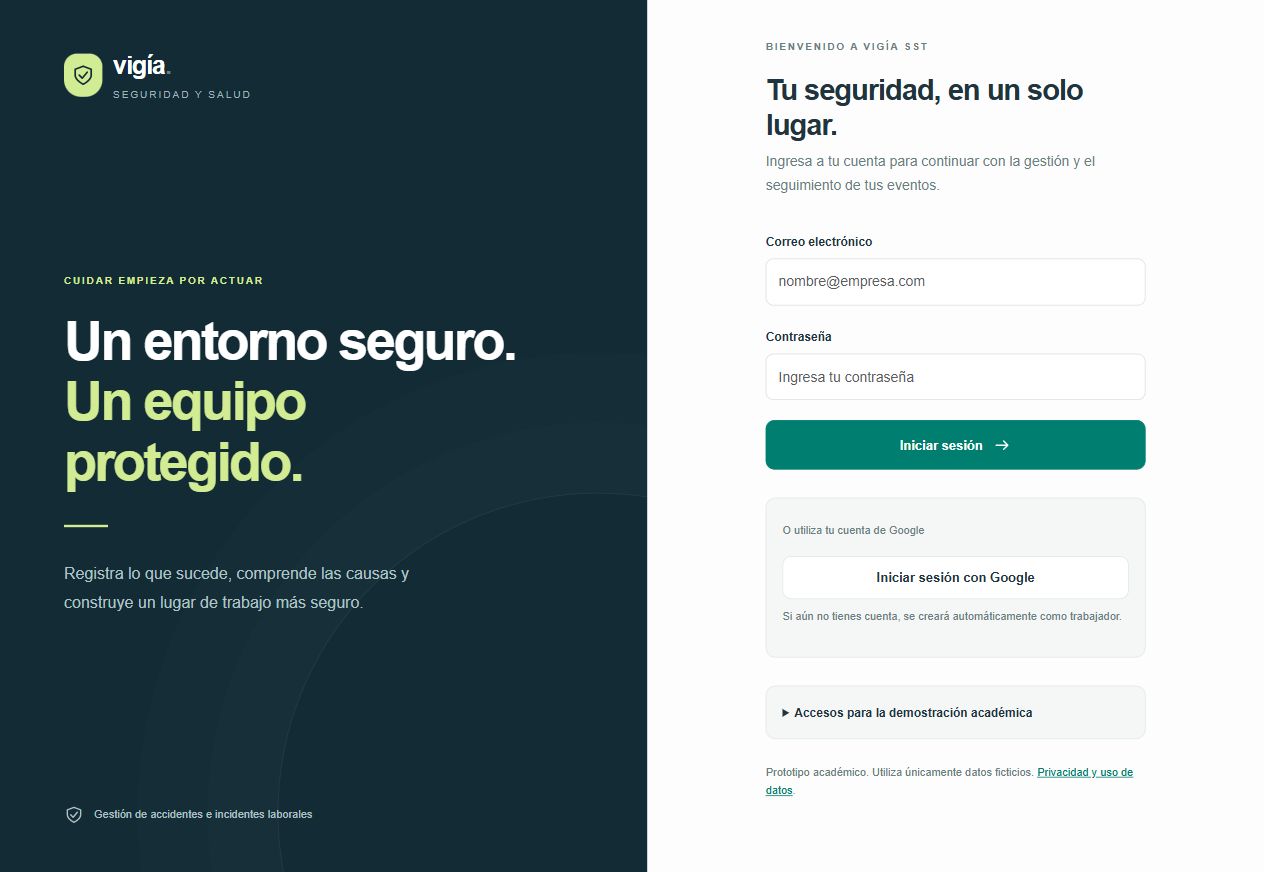 vigía.
SEGURIDAD Y SALUD
CUIDAR EMPIEZA POR ACTUAR
Un entorno seguro.
Un equipo
protegido.
Registra lo que sucede, comprende las causas y
construye un lugar de trabajo más seguro.
Gestión de accidentes e incidentes laborales
BIENVENIDO A VIGÍA SST
Tu seguridad, en un solo
lugar.
Ingresa a tu cuenta para continuar con la gestión y el
seguimiento de tus eventos.
Correo electrónico
nombre@empresa.com
Contraseña
Ingresa tu contraseña
Iniciar sesión →
O utiliza tu cuenta de Google
Iniciar sesión con Google
Si aún no tienes cuenta, se creará automáticamente como trabajador.
Accesos para la demostración académica
Prototipo académico. Utiliza únicamente datos ficticios. Privacidad y uso de
datos.